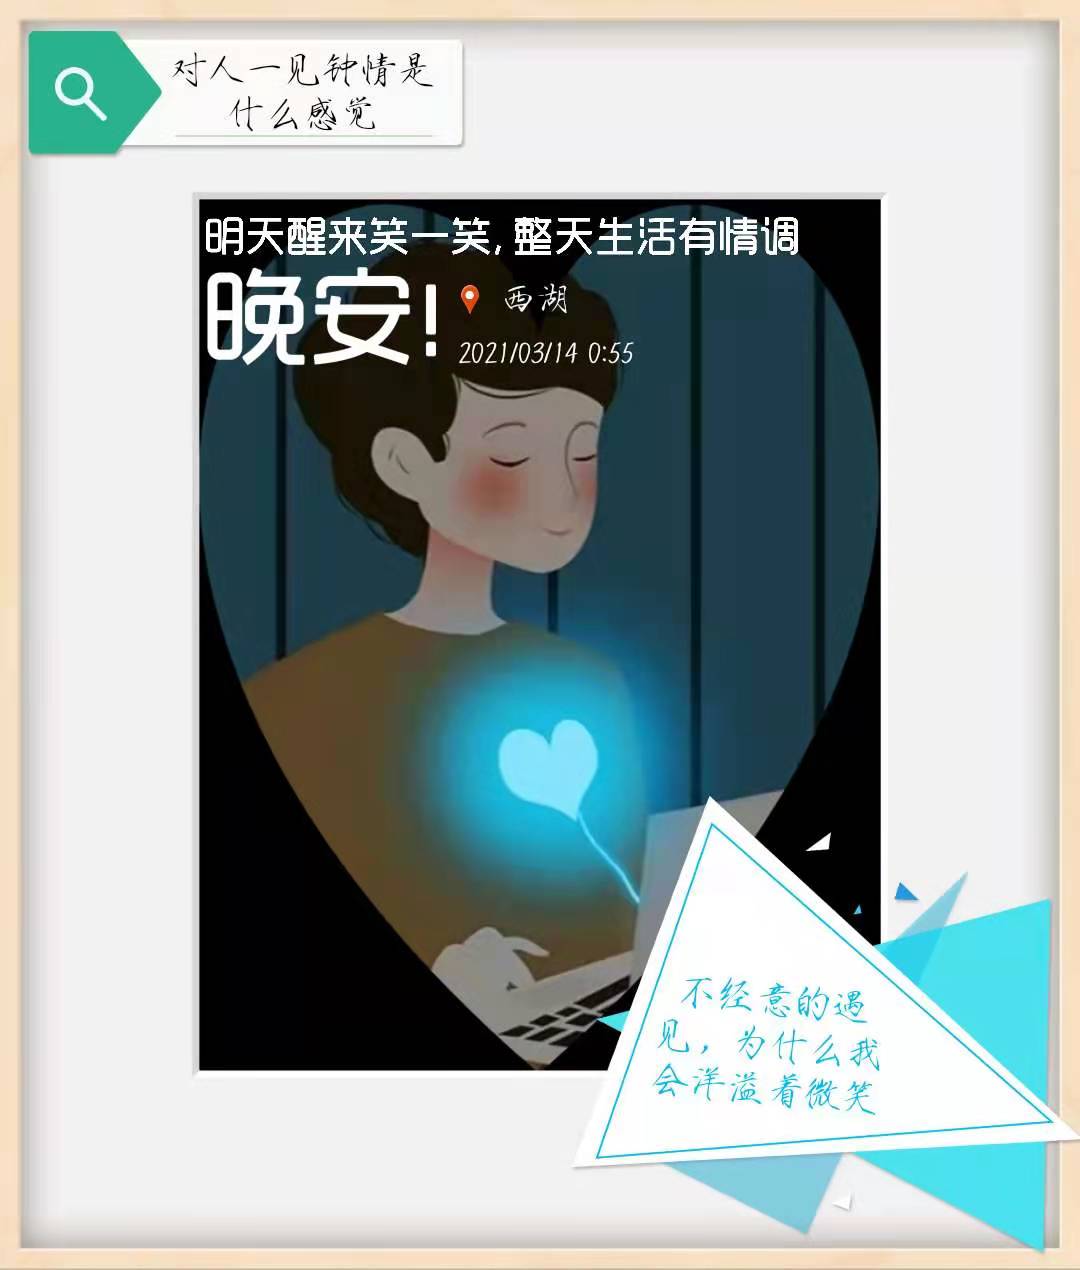 对人一见钟情是
什么感觉
明天醒来笑一笑,整天生活有情调
晚安!
西湖
2021/03/14 0:55
不经意的遇
见，为什么我
会洋溢着微笑